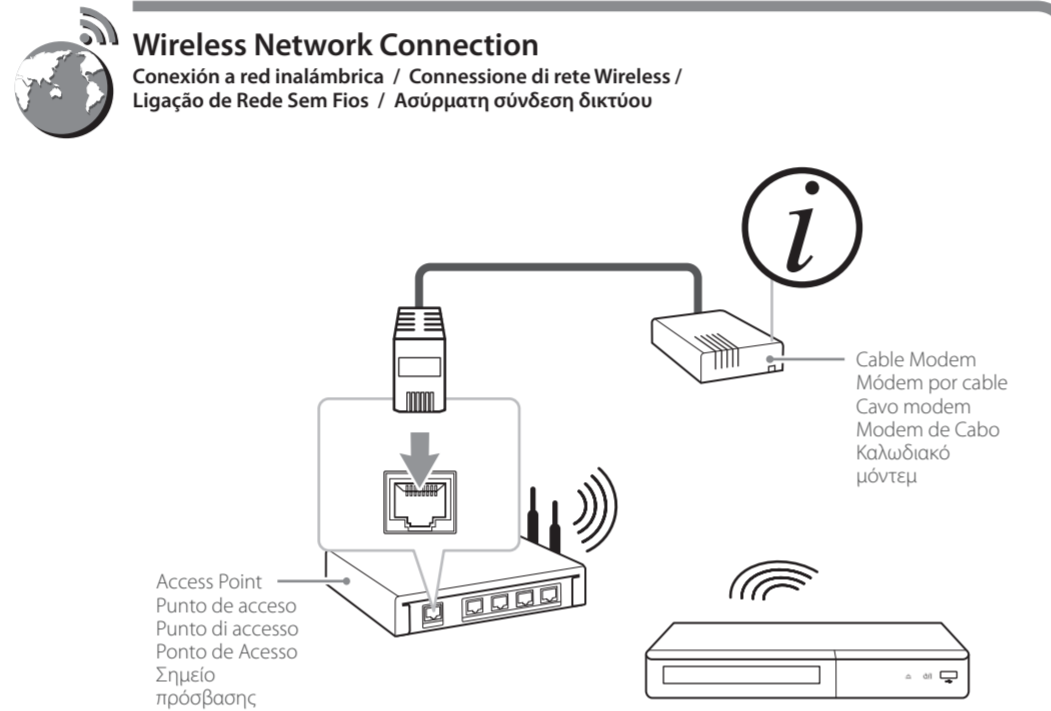 Wireless Network Connection
Conexión a red inalámbrica / Connessione di rete Wireless /
Ligação de Rede Sem Fios / Ασύρματη σύνδεση δικτύου
i
Cable Modem
Módem por cable
Cavo modem
Modem de Cabo
Καλωδιακό
μόντεμ
Access Point
Punto de acceso
Punto di accesso
Ponto de Acesso
Σημείο
πρόσβασης